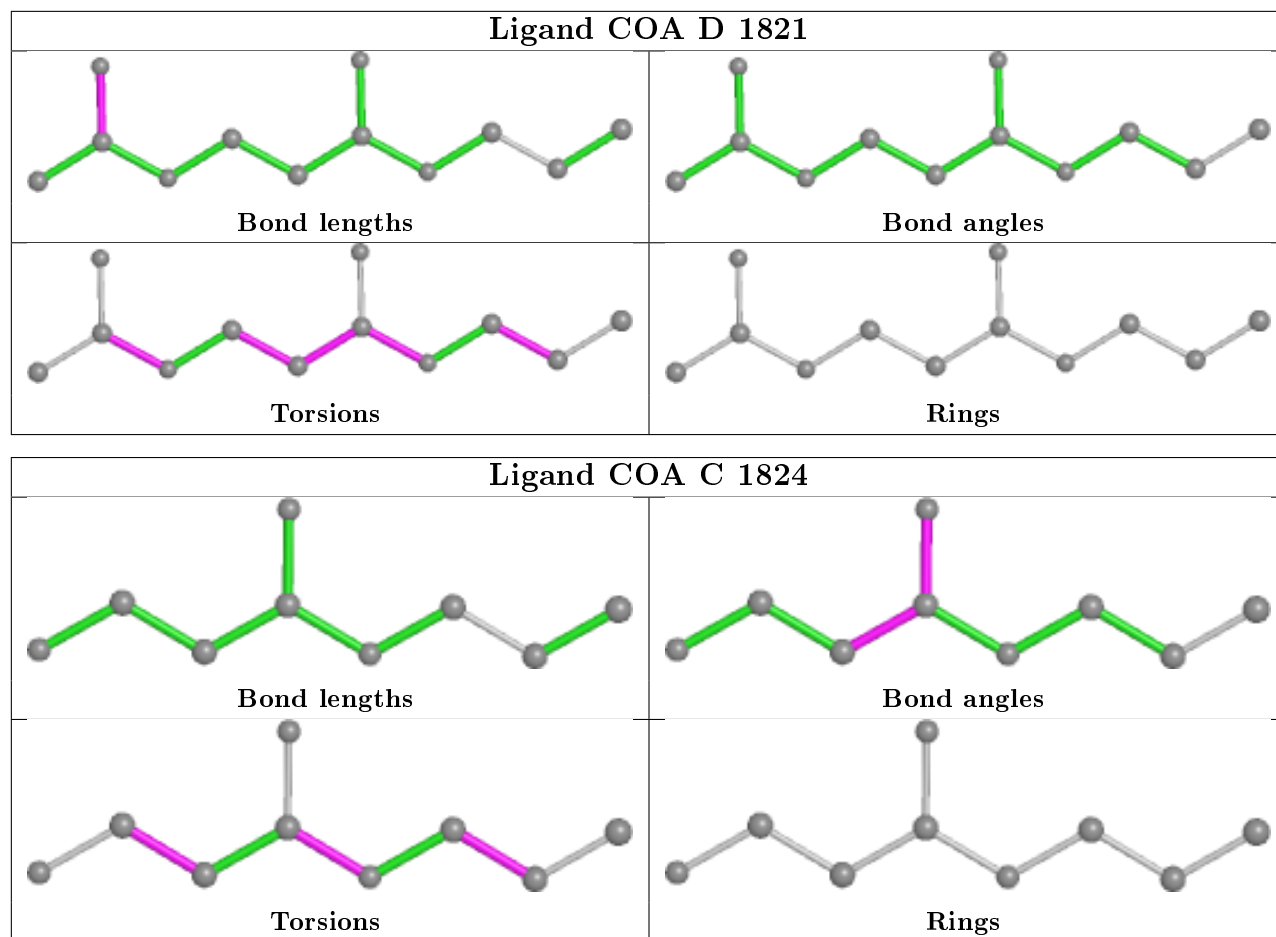 Ligand COA D 1821
Bond lengths
Bond angles
Torsions
Rings
Ligand COA C 1824
Bond lengths
Bond angles
Torsions
Rings